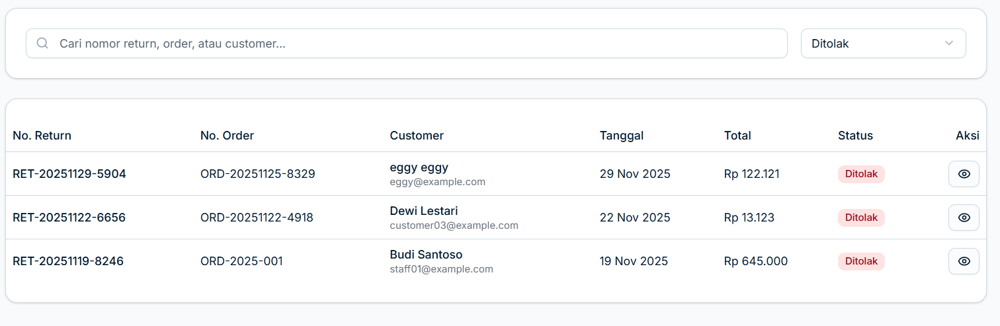 Cari nomor return, order, atau customer...
Ditolak
No. Return No. Order Customer Tanggal Total Status Aksi
RET-20251129-5904 ORD-20251125-8329 eggy eggy 29 Nov 2025 Rp 122.121 Ditolak
eggy@example.com
RET-20251122-6656 ORD-20251122-4918 Dewi Lestari 22 Nov 2025 Rp 13.123 Ditolak
customer03@example.com
RET-20251119-8246 ORD-2025-001 Budi Santoso 19 Nov 2025 Rp 645.000 Ditolak
staff01@example.com